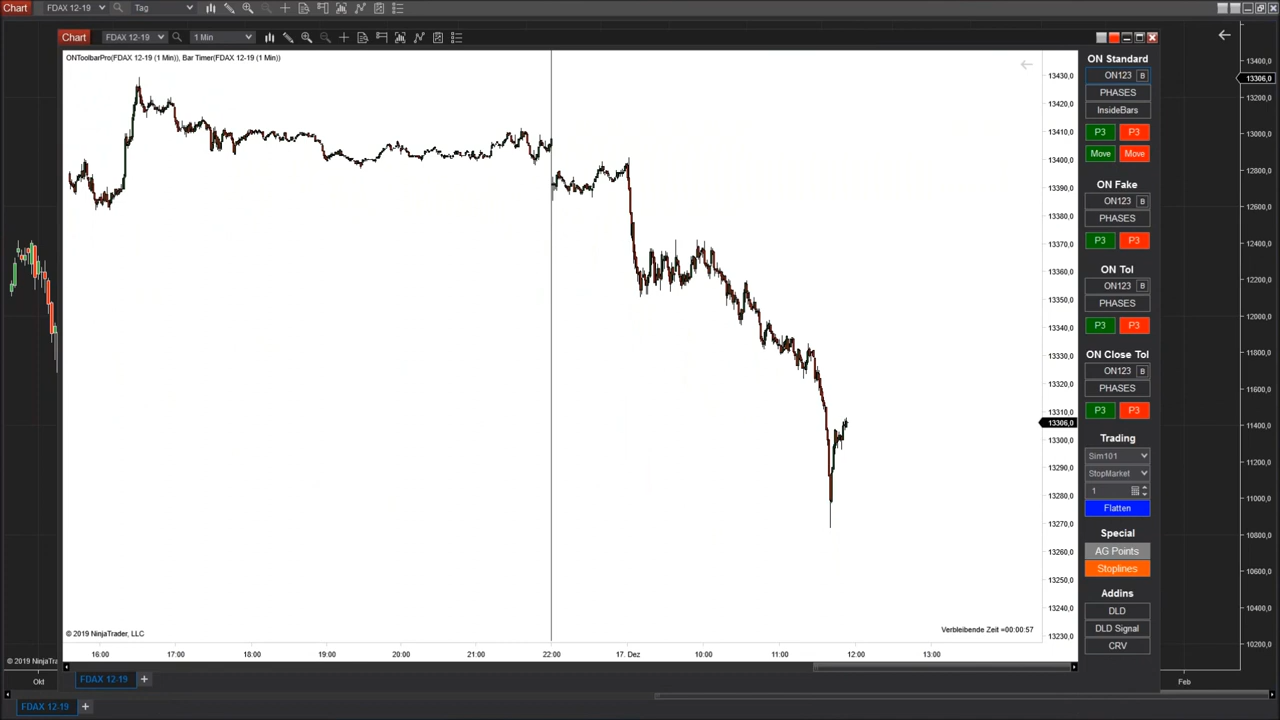 Chart FDAX 12-19 Tag
Chart FDAX 12-19 1 Min
ONToolbarPro(FDAX 12-19 (1 Min)), Bar Timer(FDAX 12-19 (1 Min))
13430,0
13420,0
13410,0
13400,0
13390,0
13380,0
13370,0
13360,0
13350,0
13340,0
13330,0
13320,0
13310,0
13306,0
13300,0
13290,0
13280,0
13270,0
13260,0
13250,0
13240,0
13230,0
Verbleibende Zeit =00:00:57
© 2019 NinjaTrader, LLC
16:00 17:00 18:00 19:00 20:00 21:00 22:00 17. Dez 10:00 11:00 12:00 13:00
FDAX 12-19 +
ON Standard
ON123 B
PHASES
InsideBars
P3 P3
Move Move
ON Fake
ON123 B
PHASES
P3 P3
ON Tol
ON123 B
PHASES
P3 P3
ON Close Tol
ON123 B
PHASES
P3 P3
Trading
Sim101
StopMarket
1
Flatten
Special
AG Points
Stoplines
Addins
DLD
DLD Signal
CRV
13400,0
13306,0
13200,0
13000,0
12800,0
12600,0
12400,0
12200,0
12000,0
11800,0
11600,0
11400,0
11200,0
11000,0
10800,0
10600,0
10400,0
10200,0
© 2019 NinjaTra
Okt Feb
FDAX 12-19 +